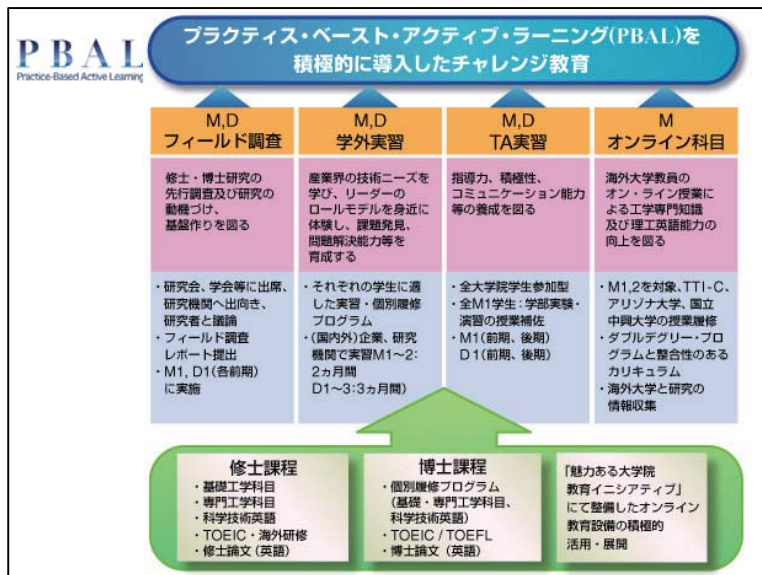 PBAL
Practice-Based Active Learning
プラクティス・ベースト・アクティブ・ラーニング(PBAL)を
積極的に導入したチャレンジ教育
M,D
フィールド調査
修士・博士研究の
先行調査及び研究の
動機づけ、
基盤作りを図る
・研究会、学会等に出席、
研究機関へ出向き、
研究者と議論
・フィールド調査
レポート提出
・M1, D1(各前期)
に実施
M,D
学外実習
産業界の技術ニーズを
学び、リーダーの
ロールモデルを身近に
体験し、課題発見、
問題解決能力等を
育成する
・それぞれの学生に適
した実習・個別履修
プログラム
・(国内外)企業、研究
機関で実習M1〜2:
2ヵ月間
D1〜3:3ヵ月間)
M,D
TA実習
指導力、積極性、
コミュニケーション能力
等の養成を図る
・全大学院学生参加型
・全M1学生:学部実験・
演習の授業補佐
・M1(前期、後期)
D1(前期、後期)
M
オンライン科目
海外大学教員の
オン・ライン授業に
よる工学専門知識
及び理工英語能力の
向上を図る
・M1,2を対象、TTI-C、
アリゾナ大学、国立
中興大学の授業履修
・ダブルデグリー・プロ
グラムと整合性のある
カリキュラム
・海外大学と研究の
情報収集
修士課程
・基礎工学科目
・専門工学科目
・科学技術英語
・TOEIC・海外研修
・修士論文(英語)
博士課程
・個別履修プログラム
(基礎・専門工学科目、
科学技術英語)
・TOEIC / TOEFL
・博士論文(英語)
「魅力ある大学院
教育イニシアティブ」
にて整備したオンライン
教育設備の積極的
活用・展開